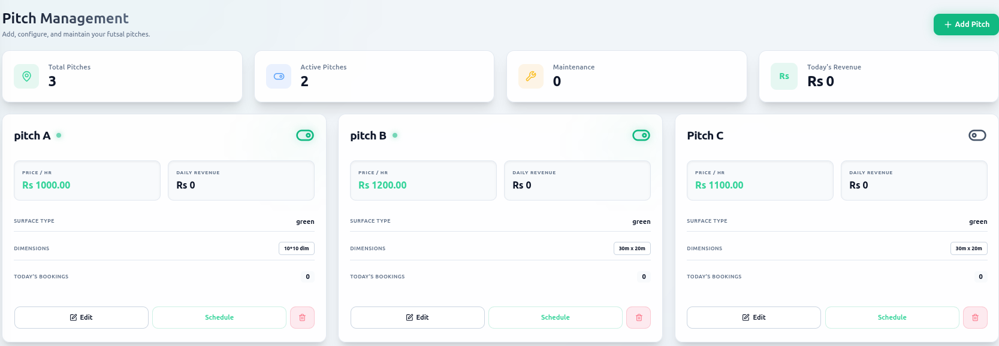 Pitch Management
Add, configure, and maintain your futsal pitches.
+ Add Pitch
Total Pitches
3
Active Pitches
2
Maintenance
0
Rs
Today's Revenue
Rs 0
pitch A
PRICE / HR
Rs 1000.00
DAILY REVENUE
Rs 0
SURFACE TYPE
green
DIMENSIONS
10*10 dim
TODAY'S BOOKINGS
0
Edit
Schedule
pitch B
PRICE / HR
Rs 1200.00
DAILY REVENUE
Rs 0
SURFACE TYPE
green
DIMENSIONS
30m x 20m
TODAY'S BOOKINGS
0
Edit
Schedule
Pitch C
PRICE / HR
Rs 1100.00
DAILY REVENUE
Rs 0
SURFACE TYPE
green
DIMENSIONS
30m x 20m
TODAY'S BOOKINGS
0
Edit
Schedule